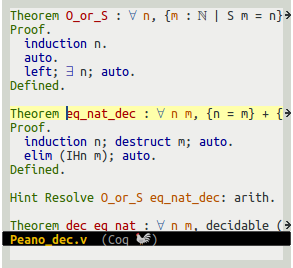 Theorem O_or_S : ∀ n, {m : ℕ | S m = n}
Proof.
induction n.
auto.
left; ∃ n; auto.
Defined.
Theorem eq_nat_dec : ∀ n m, {n = m} + {
Proof.
induction n; destruct m; auto.
elim (IHn m); auto.
Defined.
Hint Resolve O_or_S eq_nat_dec: arith.
Theorem dec_eq_nat : ∀ n m, decidable (
Peano_dec.v (Coq )